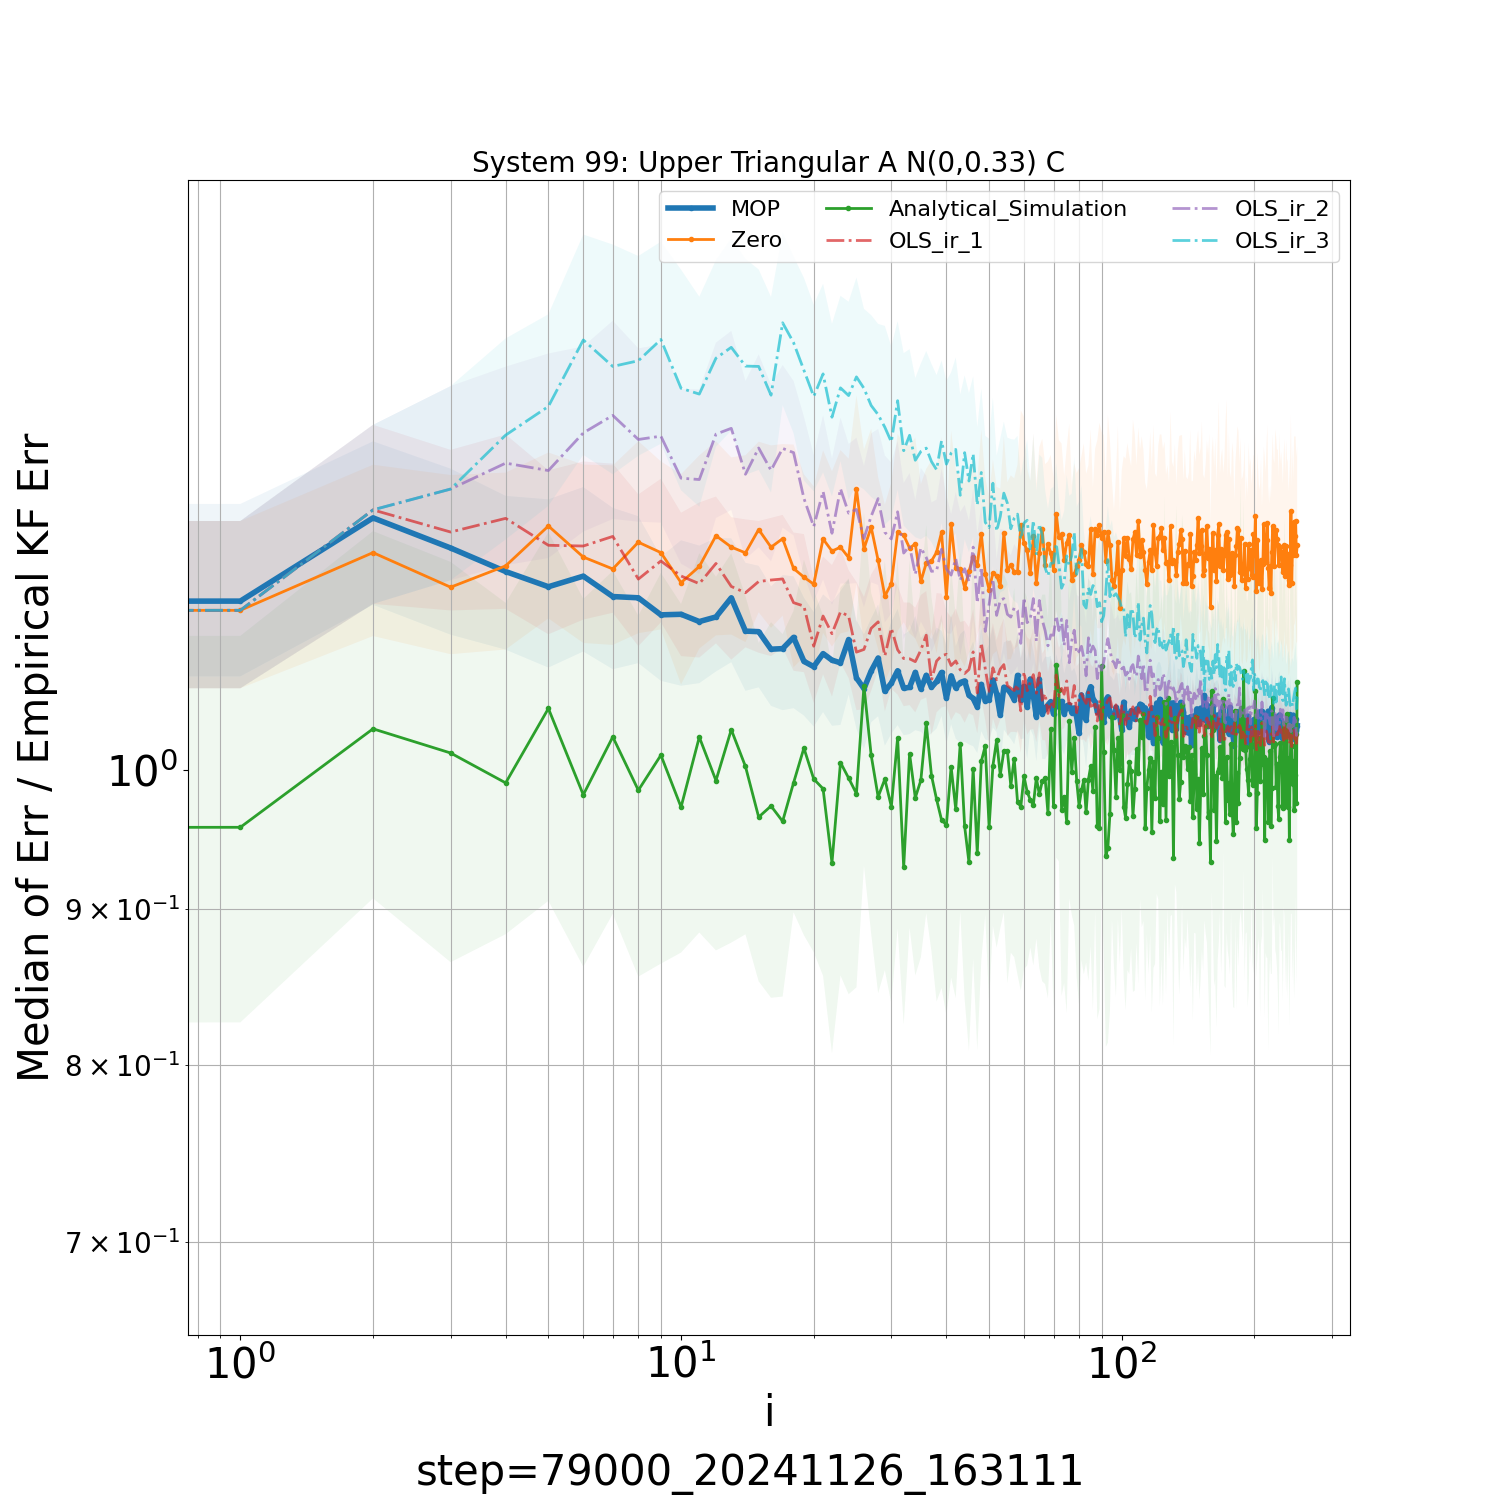 System 99: Upper Triangular A N(0,0.33) C
MOP
Zero
Analytical_Simulation
OLS_ir_1
OLS_ir_2
OLS_ir_3
Median of Err / Empirical KF Err
10⁰
9 × 10⁻¹
8 × 10⁻¹
7 × 10⁻¹
10⁰ 10¹ 10²
i
step=79000_20241126_163111